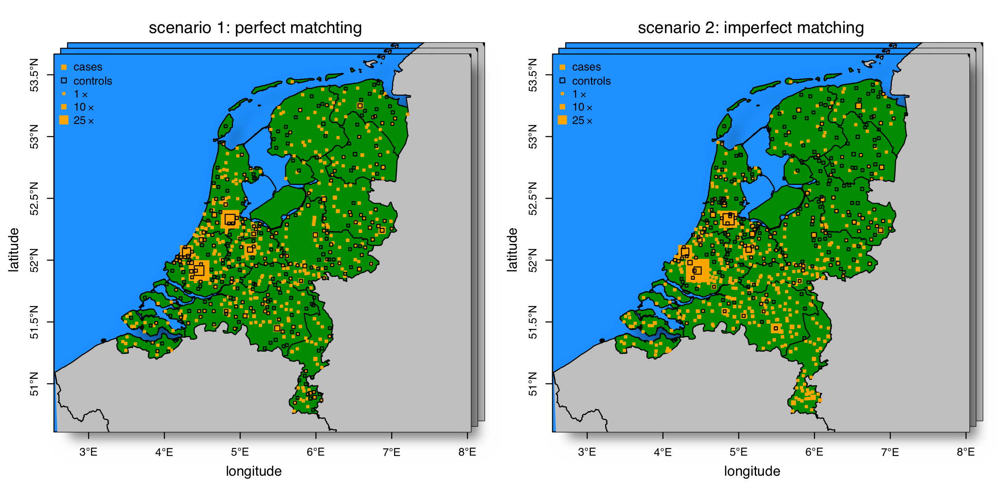 scenario 1: perfect matchting
cases
controls
1 ×
10 ×
25 ×
53.5°N
53°N
52.5°N
52°N
51.5°N
51°N
latitude
3°E 4°E 5°E 6°E 7°E 8°E
longitude
scenario 2: imperfect matching
cases
controls
1 ×
10 ×
25 ×
53.5°N
53°N
52.5°N
52°N
51.5°N
51°N
latitude
3°E 4°E 5°E 6°E 7°E 8°E
longitude